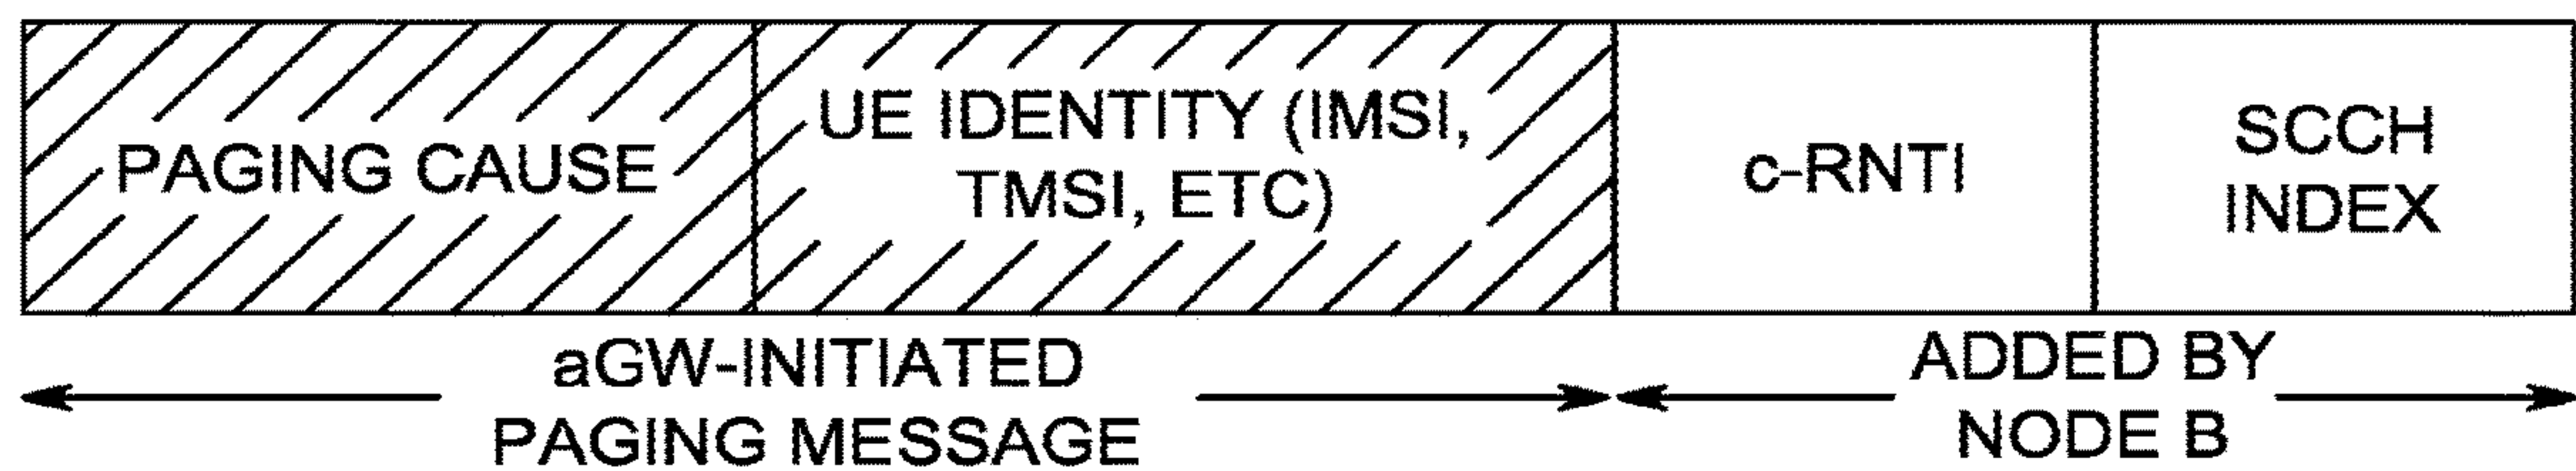 PAGING CAUSE
UE IDENTITY (IMSI,
TMSI, ETC)
c-RNTI
SCCH
INDEX
aGW-INITIATED
PAGING MESSAGE
ADDED BY
NODE B